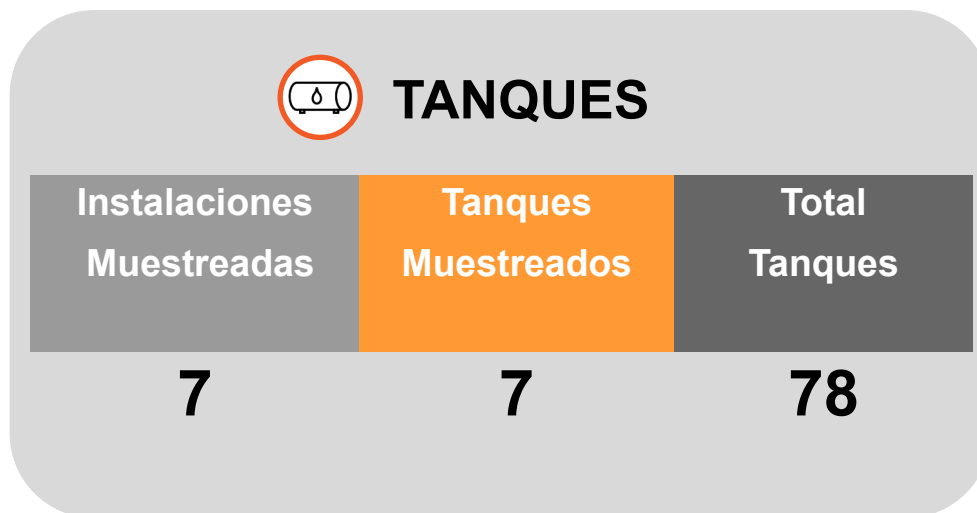 TANQUES
Instalaciones Muestreadas
Tanques Muestreados
Total Tanques
7 7 78